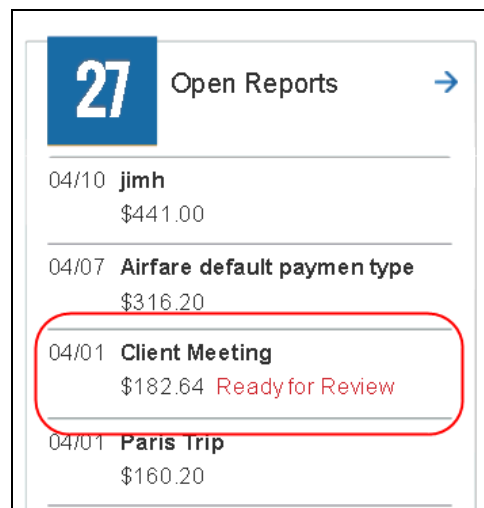 27 Open Reports
04/10 jimh
$441.00
04/07 Airfare default paymen type
$316.20
04/01 Client Meeting
$182.64 Ready for Review
04/01 Paris Trip
$160.20